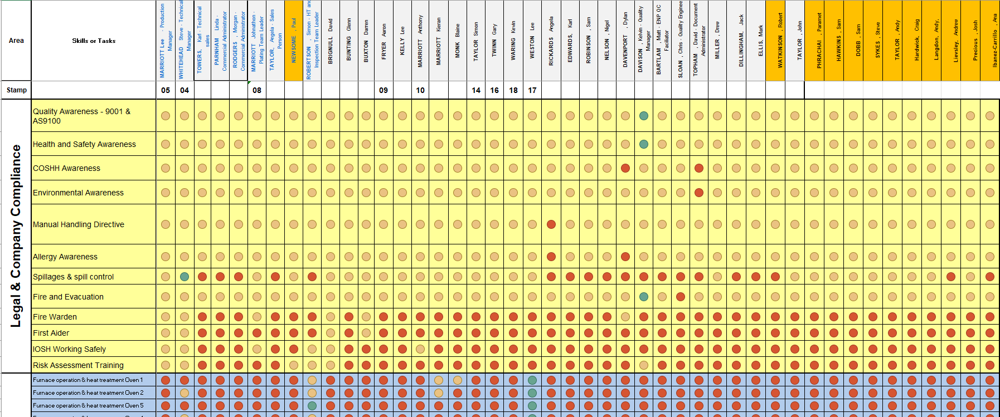 Area
Skills or Tasks
MARRIOTT Lee - Production
Manager
WHITEHEAD Steve - Technical
Manager
TOWERS, Karl - Technical
sales
PARNHAM Linda -
Commercial Administrator
RODGERS , Morgan -
Commercial Administrator
MARRIOTT Johnathon -
Plating Team Leader
TAYLOR, Angela - Sales
Person
NEWSOME , Paul
ROBERTSON , Simon - HT and
Inspection Team Leader
BRIGNULL David
BUNTING Glenn
BUXTON Darren
FRYER Aaron
KELLY Lee
MARRIOTT Anthony
MARRIOTT Kieran
MONK Blaine
TAYLOR Simon
TWINN Gary
WARING Kevin
WESTON Lee
RICKARDS Angela
EDWARDS, Karl
ROBINSON , Sam
NELSON , Nigel
DAVENPORT , Dylan
DAVISON , Kelvin - Quality
Manager
BARTLAM , Matt - ENP QC
Faciliator
SLOAN , Chris - Quality Enginee
TOPHAM , David - Document
Administrator
MILLER , Drew
DILLINGHAM, Jack
ELLIS, Mark
WATKINSON , Robert
TAYLOR , John
PHRACHAI , Paramet
HAWKINS , Sam
DOBB , Sam
SYKES , Steve
TAYLOR , Andy
Hardwick, Craig
Langdon, Andy,
Lievsley, Andrew
Precious , Josh
Ibanez-Carrillo , Ana
Stamp
05 04 08 09 10 14 16 18 17
Legal & Company Compliance
Quality Awareness - 9001 &
AS9100
Health and Safety Awareness
COSHH Awareness
Environmental Awareness
Manual Handling Directive
Allergy Awareness
Spillages & spill control
Fire and Evacuation
Fire Warden
First Aider
IOSH Working Safely
Risk Assessment Training
Furnace operation & heat treatment Oven 1
Furnace operation & heat treatment Oven 2
Furnace operation & heat treatment Oven 5